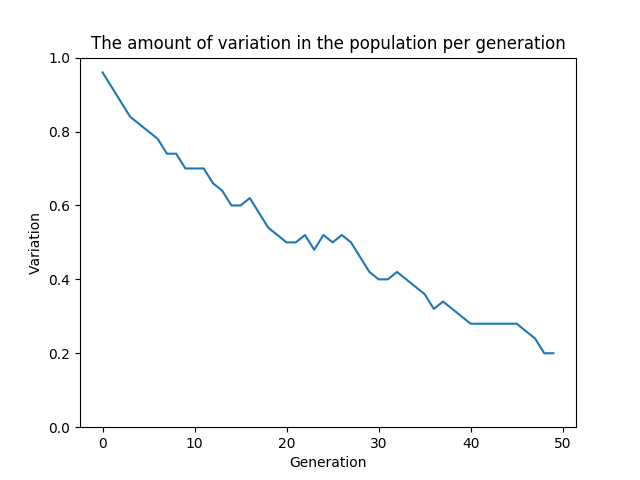 The amount of variation in the population per generation
1.0
0.8
0.6
0.4
0.2
0.0
Variation
0 10 20 30 40 50
Generation